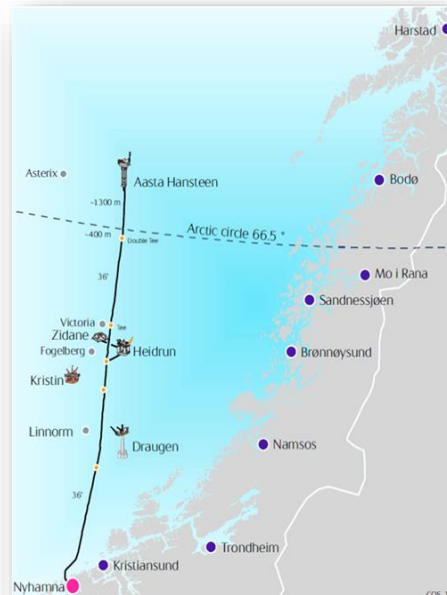 Harstad
Asterix
Aasta Hansteen
Bodø
-1300 m
-400 m
Arctic circle 66.5 °
Double Tee
36'
Mo i Rana
Sandnessjøen
Victoria
Tee
Zidane
Fogelberg
Heidrun
Brønnøysund
Kristin
Linnorm
Draugen
Namsos
36'
Trondheim
Kristiansund
Nyhamna